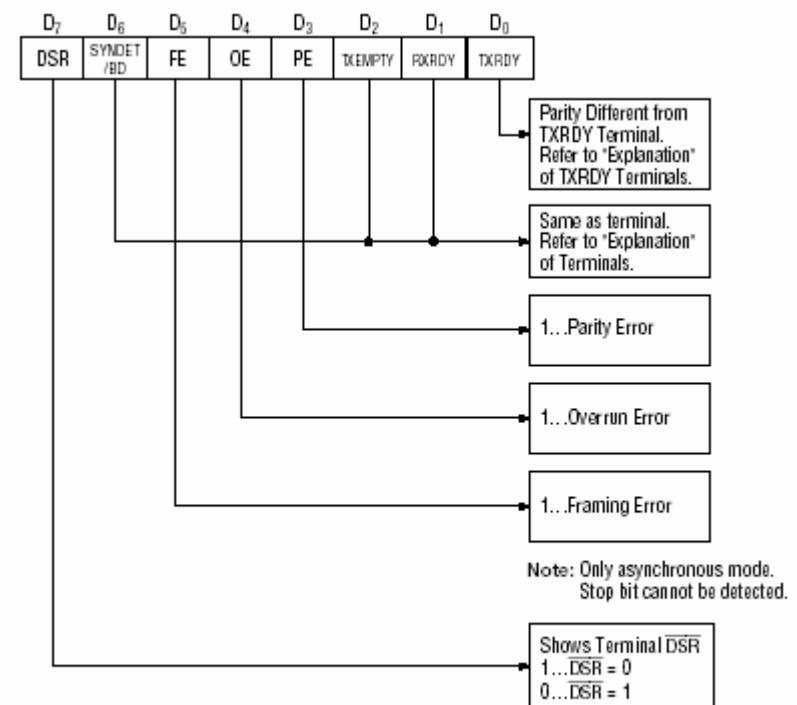 D₇ D₆ D₅ D₄ D₃ D₂ D₁ D₀
DSR SYNDET /BD FE OE PE TXEMPTY RXRDY TXRDY
Parity Different from
TXRDY Terminal.
Refer to "Explanation"
of TXRDY Terminals.
Same as terminal.
Refer to "Explanation"
of Terminals.
1...Parity Error
1...Overrun Error
1...Framing Error
Note: Only asynchronous mode.
Stop bit cannot be detected.
Shows Terminal D̅S̅R̅
1...D̅S̅R̅ = 0
0...D̅S̅R̅ = 1